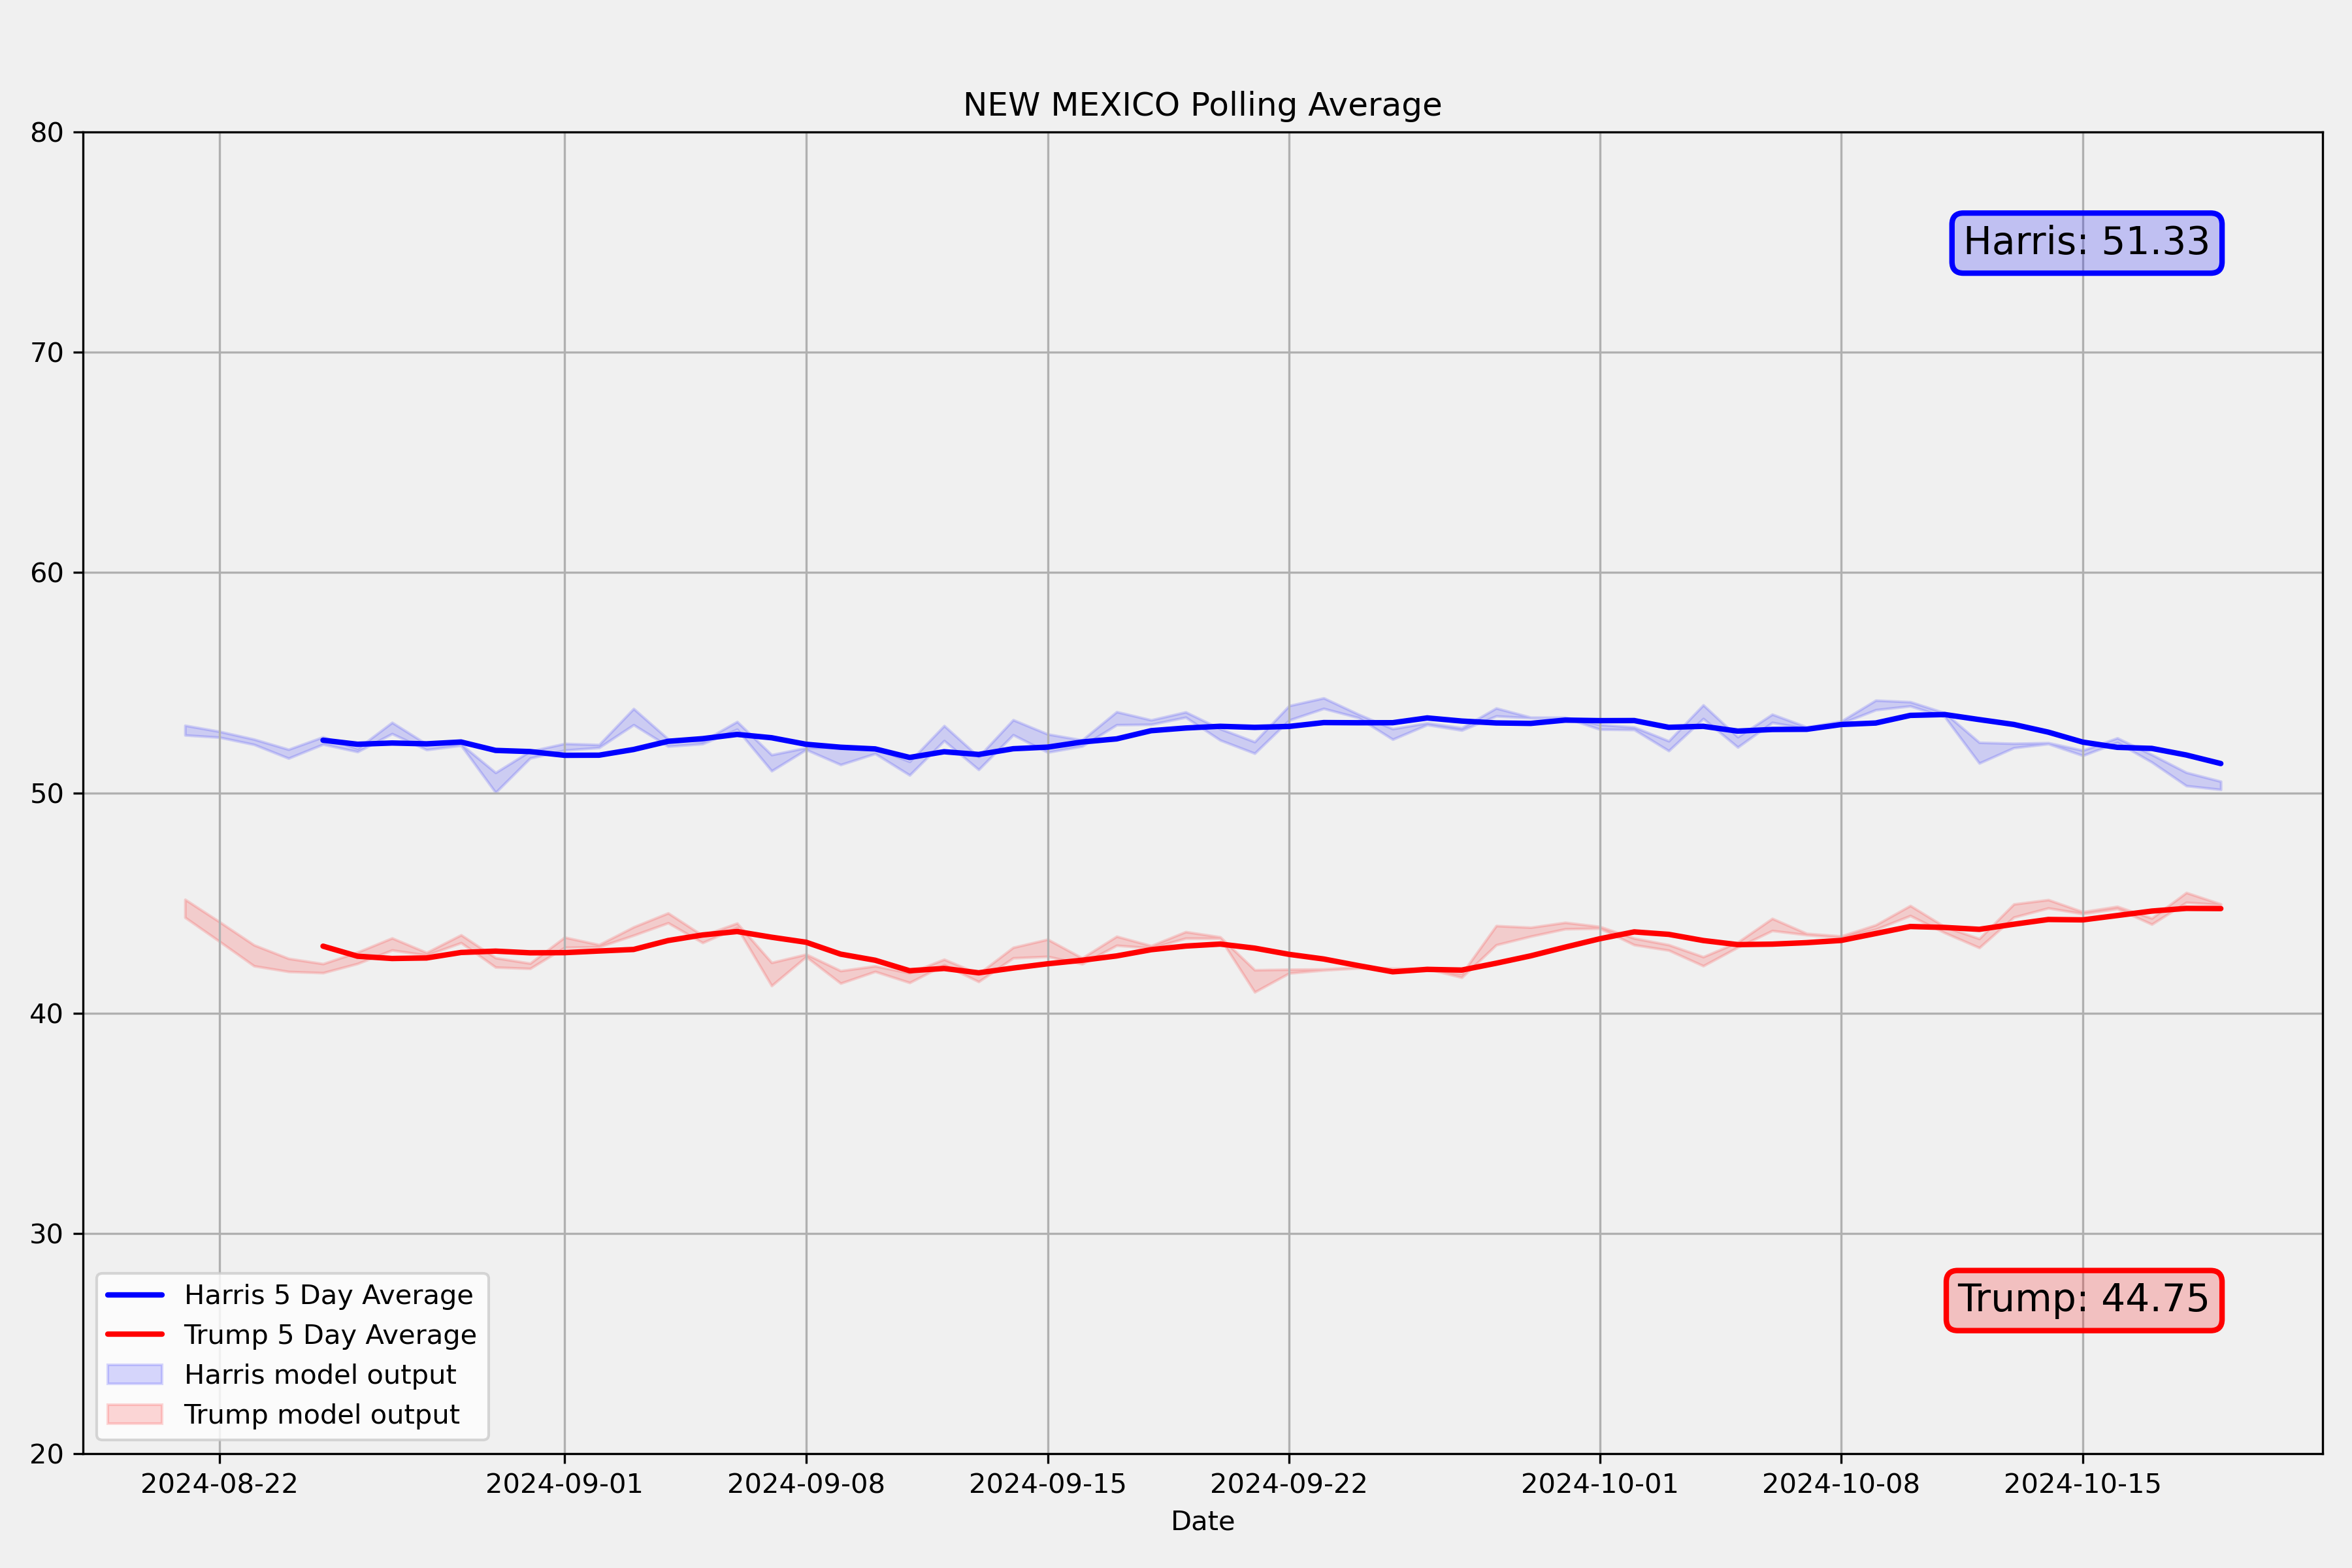 NEW MEXICO Polling Average
80
70
60
50
40
30
20
Harris: 51.33
Trump: 44.75
Harris 5 Day Average
Trump 5 Day Average
Harris model output
Trump model output
2024-08-22 2024-09-01 2024-09-08 2024-09-15 2024-09-22 2024-10-01 2024-10-08 2024-10-15
Date